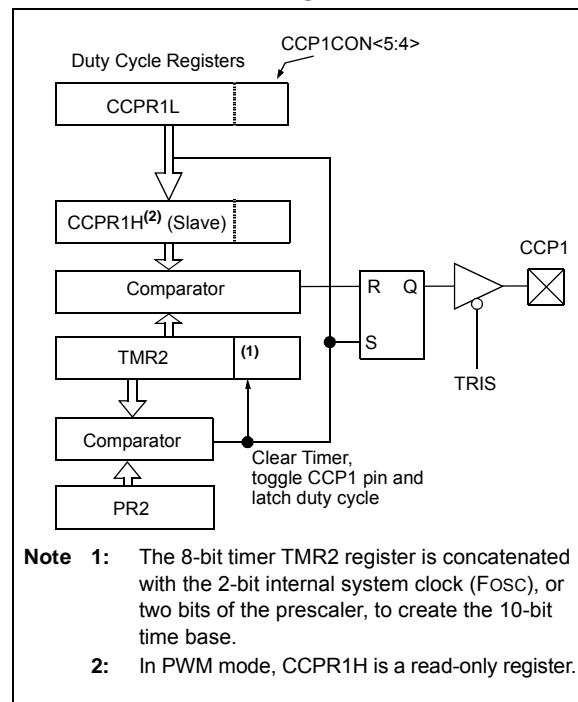 CCP1CON<5:4>
Duty Cycle Registers
CCPR1L
CCPR1H(2) (Slave)
CCP1
Comparator
R Q
TMR2 (1)
S
TRIS
Comparator
Clear Timer,
toggle CCP1 pin and
latch duty cycle
PR2
Note 1: The 8-bit timer TMR2 register is concatenated
with the 2-bit internal system clock (FOSC), or
two bits of the prescaler, to create the 10-bit
time base.
2: In PWM mode, CCPR1H is a read-only register.